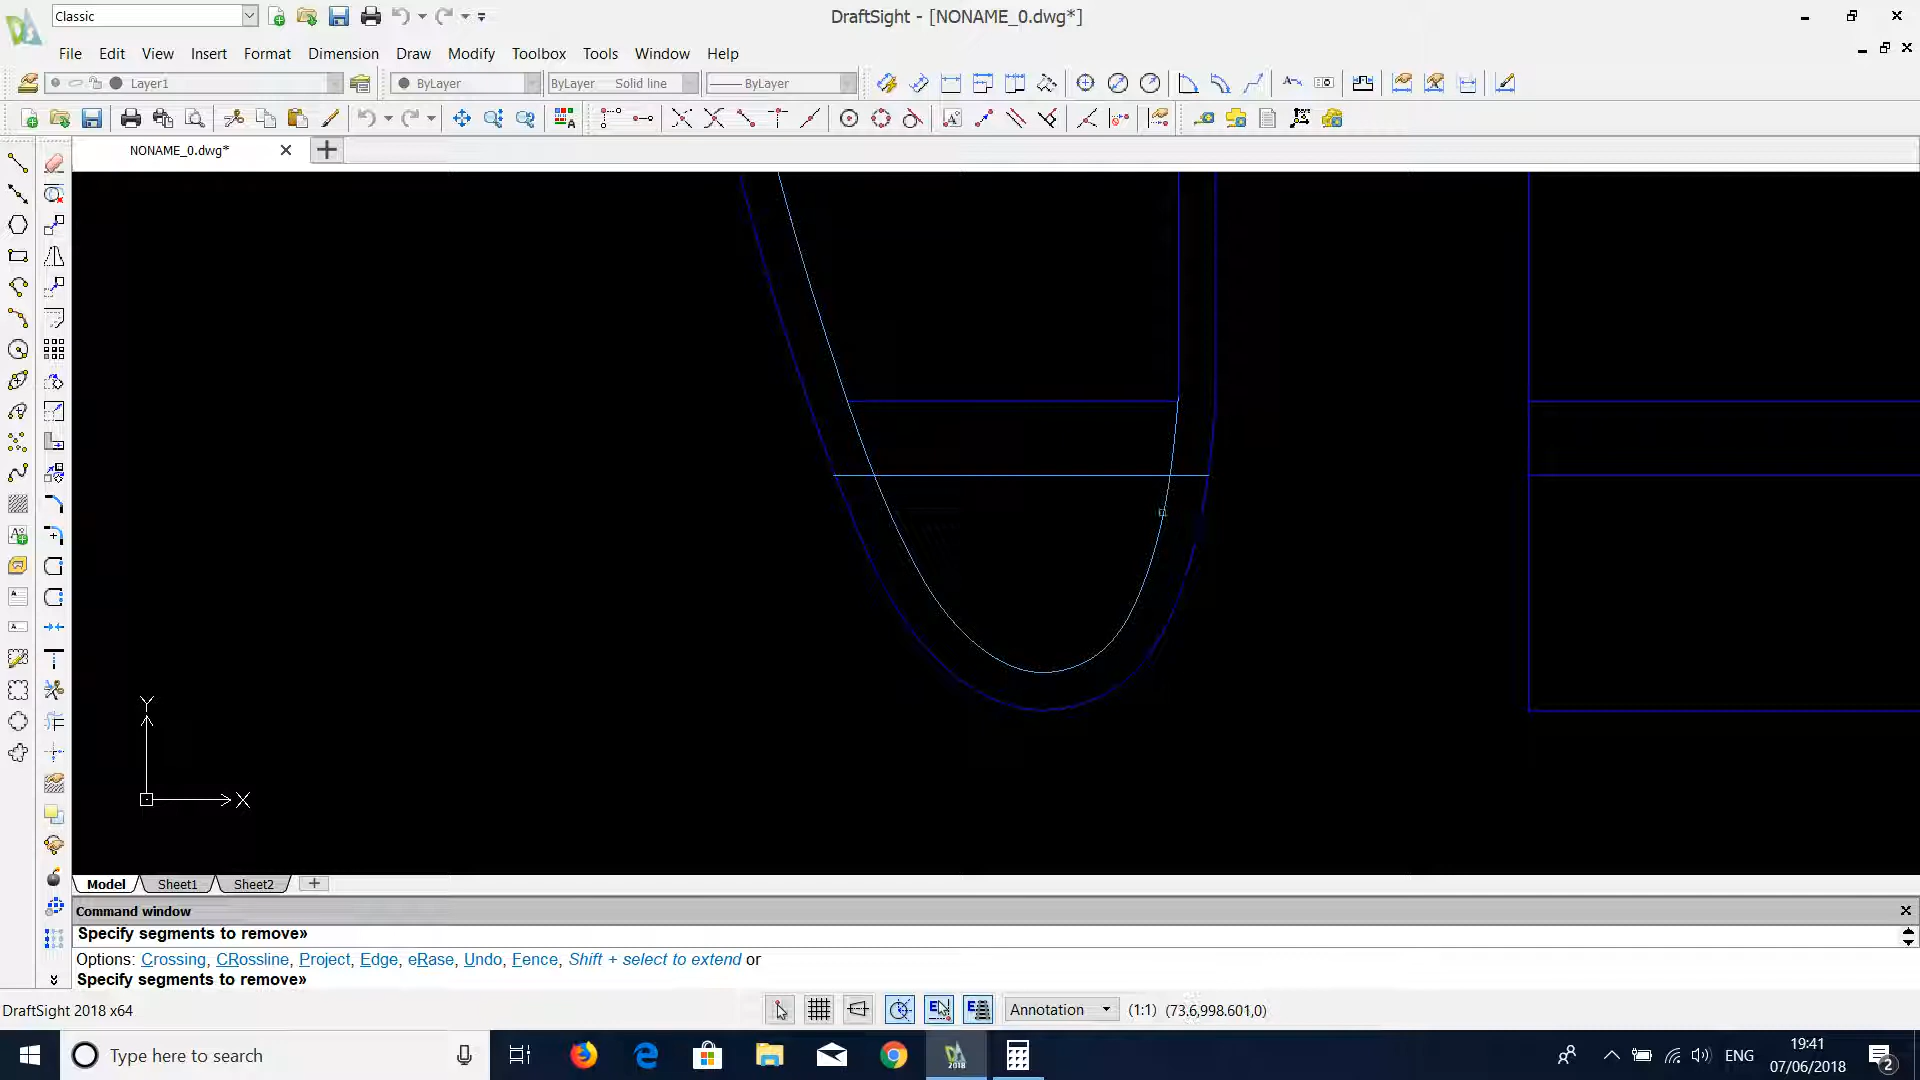 Classic
DraftSight - [NONAME_0.dwg*]
File Edit View Insert Format Dimension Draw Modify Toolbox Tools Window Help
Layer1 ByLayer ByLayer Solid line ByLayer
NONAME_0.dwg*
Y
X
Model Sheet1 Sheet2
Command window
Specify segments to remove»
Options: Crossing, CRossline, Project, Edge, eRase, Undo, Fence, Shift + select to extend or
Specify segments to remove»
DraftSight 2018 x64 Annotation (1:1) (73.6,998.601,0)
Type here to search
2018
ENG
19:41
07/06/2018
2